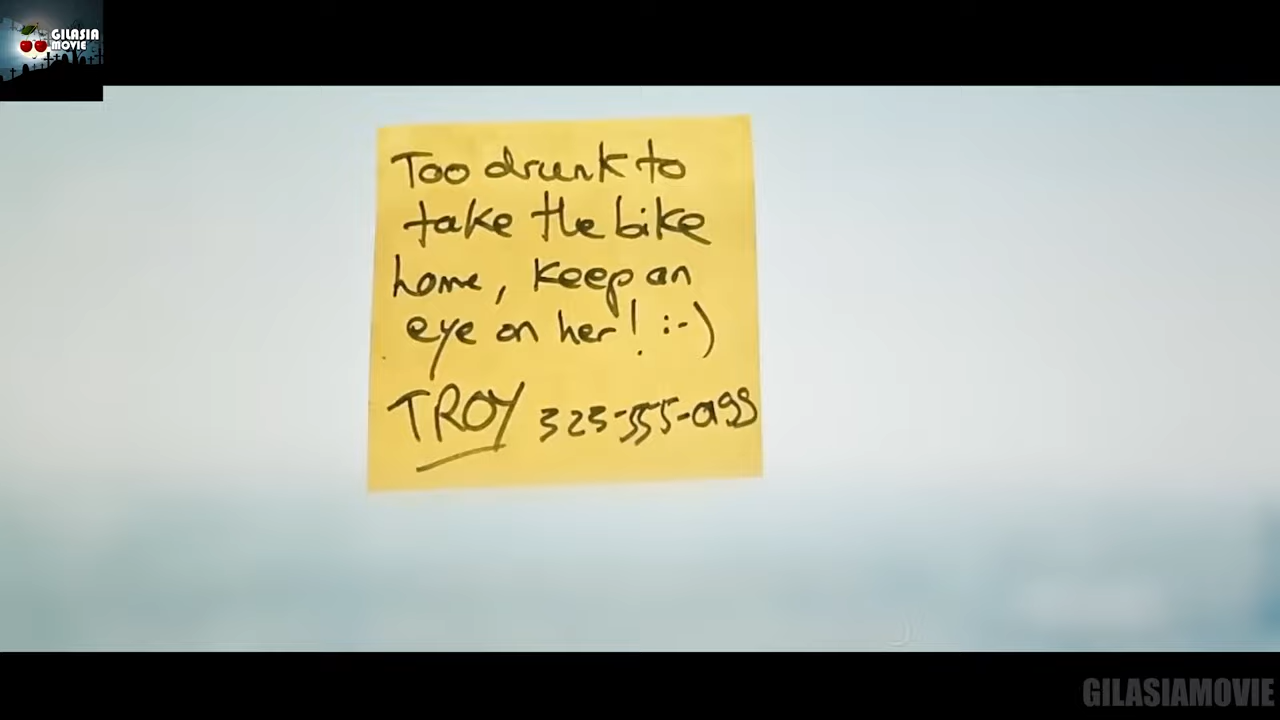 GILASIA
MOVIE
Too drunk to
take the bike
home, keep an
eye on her! :-)
TROY 323-555-0199
GILASIAMOVIE